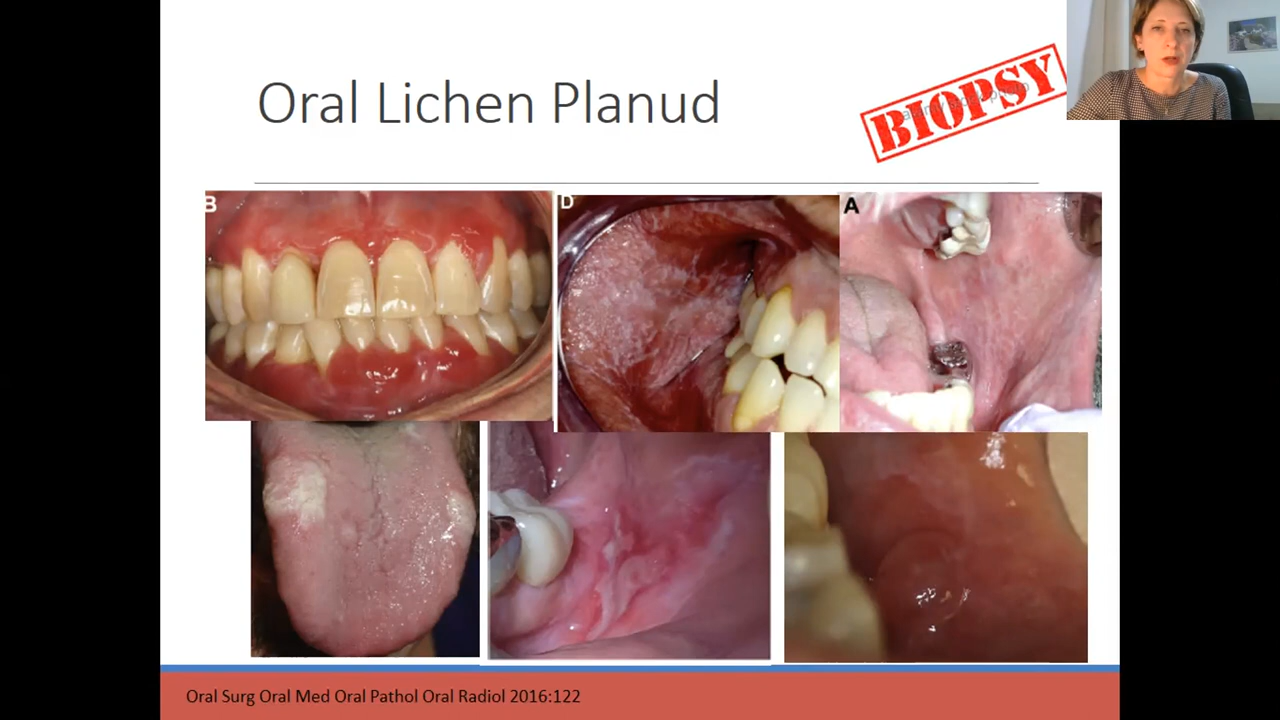 Oral Lichen Planud
BIOPSY
B
D
A
Oral Surg Oral Med Oral Pathol Oral Radiol 2016:122